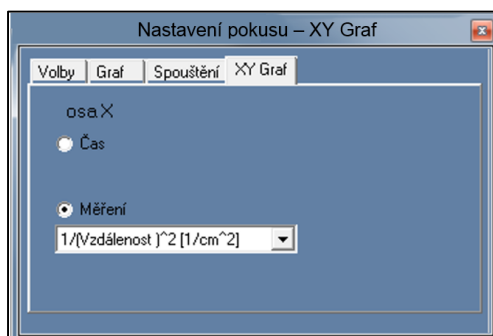 Nastavení pokusu – XY Graf
Volby Graf Spouštění XY Graf
osa X
Čas
Měření
1/(Vzdálenost )^2 [1/cm^2]